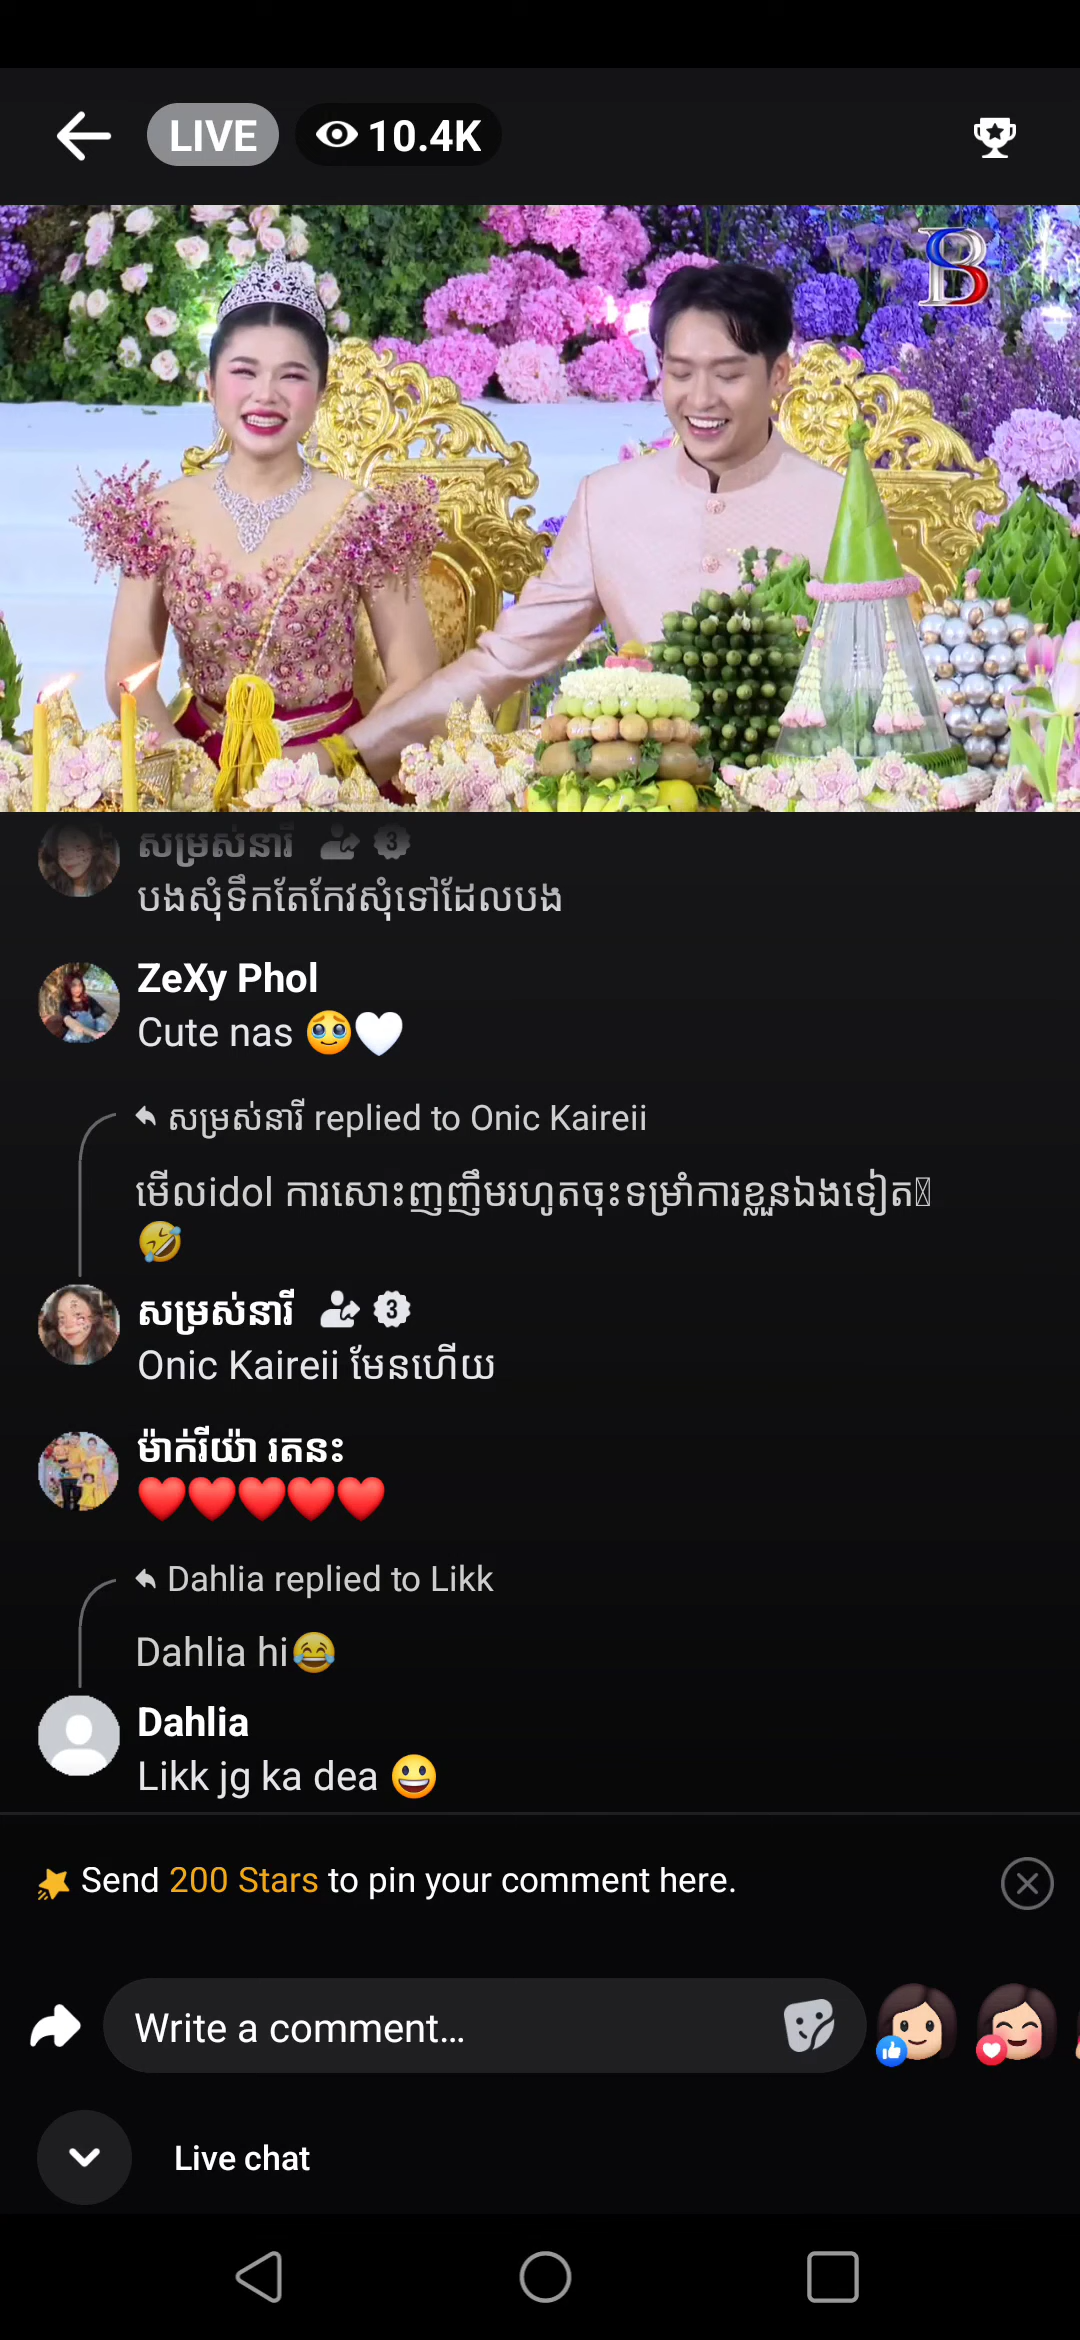 LIVE 10.4K
BS
សម្រស់នារី 3
បងសុំទឹកតែកែវសុំទៅដែលបង
ZeXy Phol
Cute nas 🥹🤍
សម្រស់នារី replied to Onic Kaireii
មើលidol ការសោះញញឹមរហូតចុះទម្រាំការខ្លួនឯងទៀត
🤣
សម្រស់នារី 3
Onic Kaireii មែនហើយ
ម៉ាក់រីយ៉ា រតនះ
❤️❤️❤️❤️❤️
Dahlia replied to Likk
Dahlia hi😂
Dahlia
Likk jg ka dea 😃
Send 200 Stars to pin your comment here.
Write a comment...
Live chat